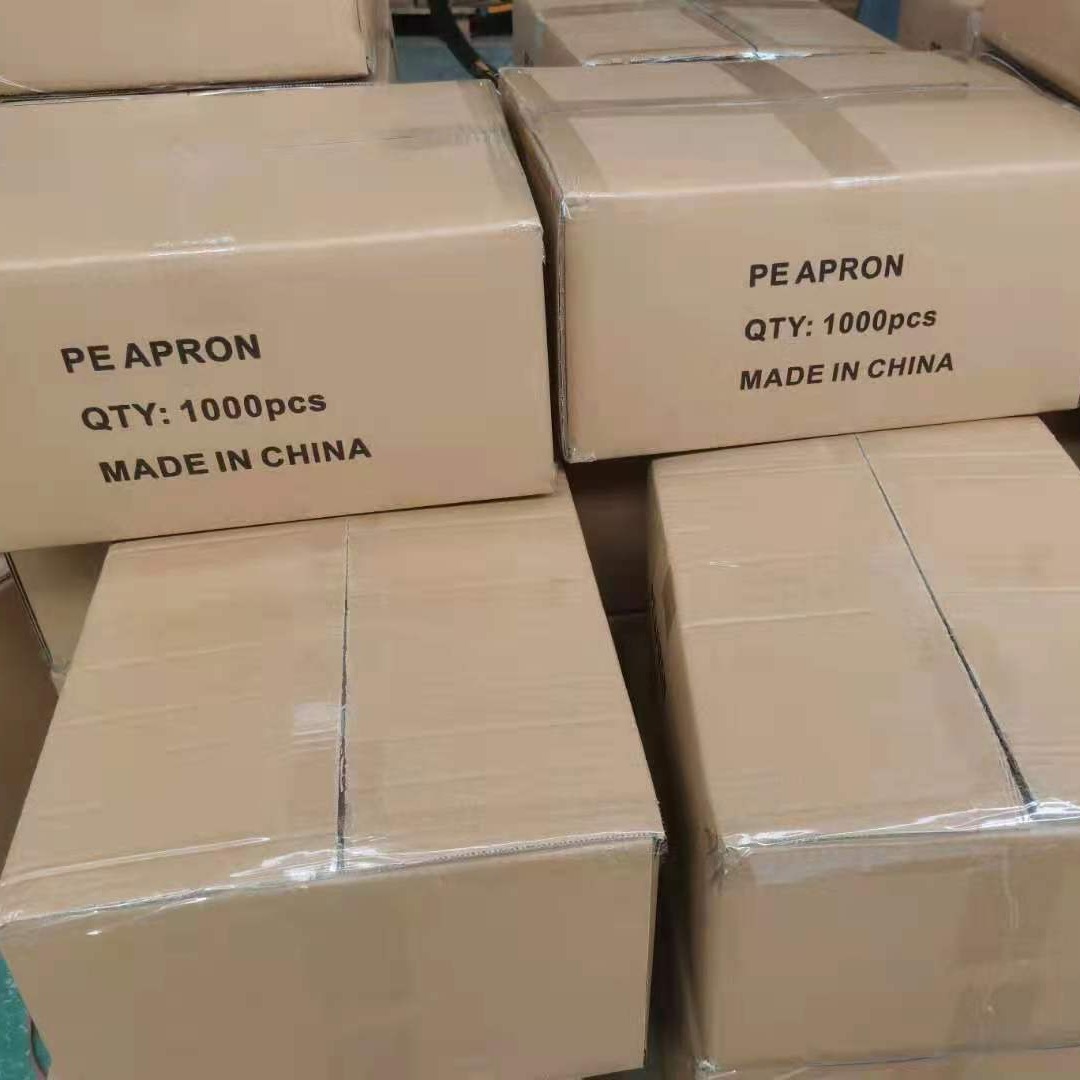 PE APRON
QTY: 1000pcs
MADE IN CHINA
PE APRON
QTY: 1000pcs
MADE IN CHINA